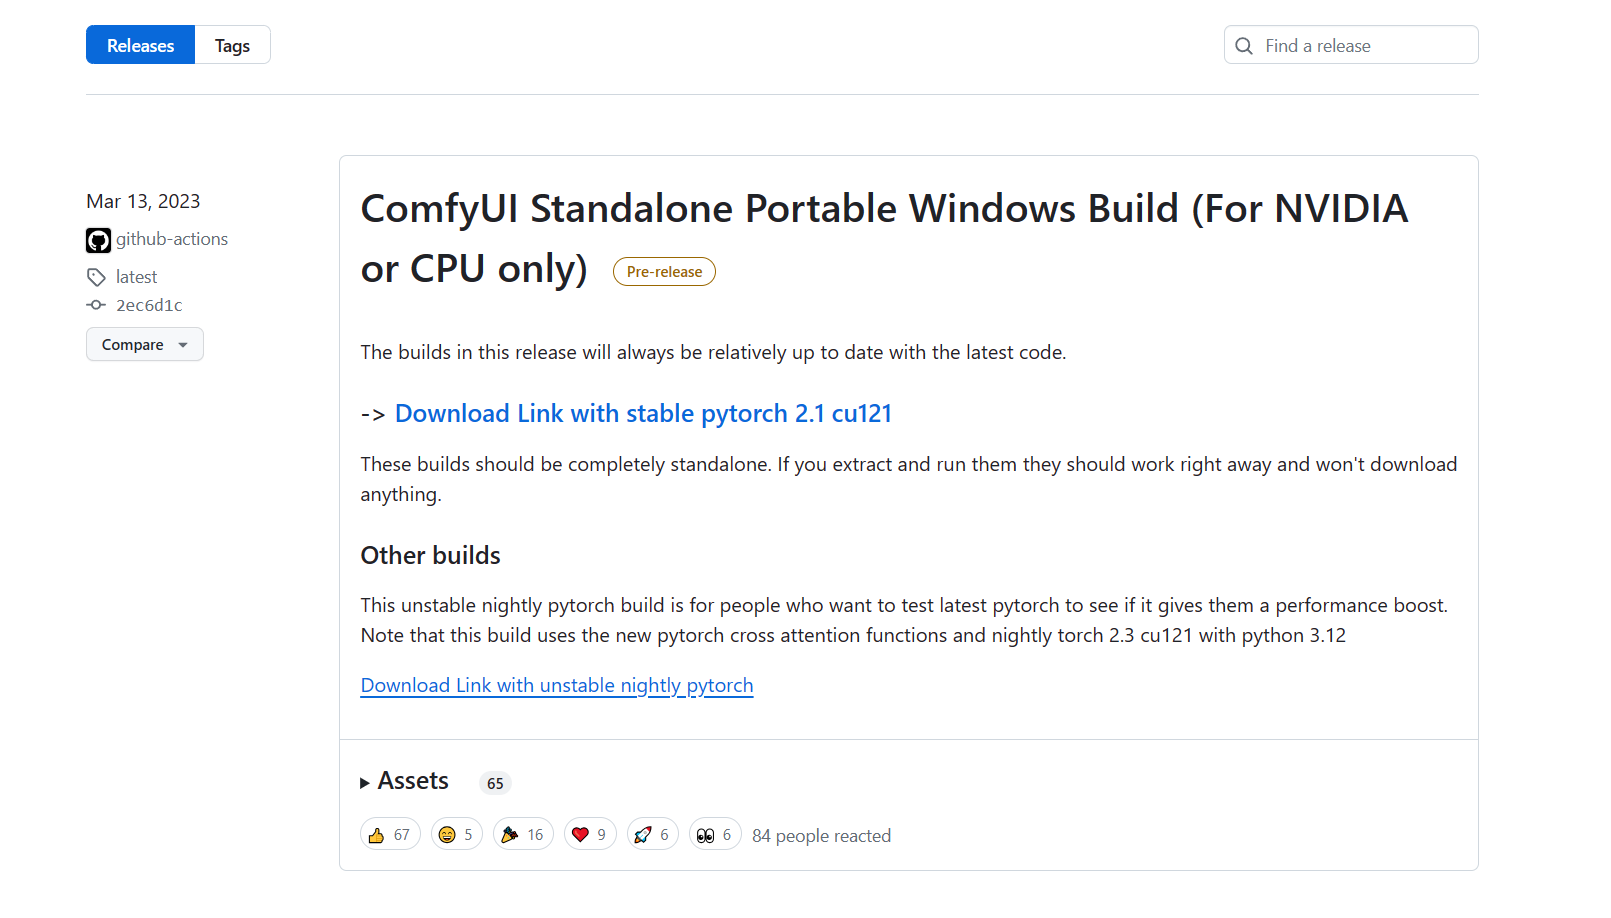 Releases Tags
Find a release
Mar 13, 2023
github-actions
latest
2ec6d1c
Compare
ComfyUI Standalone Portable Windows Build (For NVIDIA
or CPU only) Pre-release
The builds in this release will always be relatively up to date with the latest code.
-> Download Link with stable pytorch 2.1 cu121
These builds should be completely standalone. If you extract and run them they should work right away and won't download
anything.
Other builds
This unstable nightly pytorch build is for people who want to test latest pytorch to see if it gives them a performance boost.
Note that this build uses the new pytorch cross attention functions and nightly torch 2.3 cu121 with python 3.12
Download Link with unstable nightly pytorch
Assets 65
67 5 16 9 6 6 84 people reacted